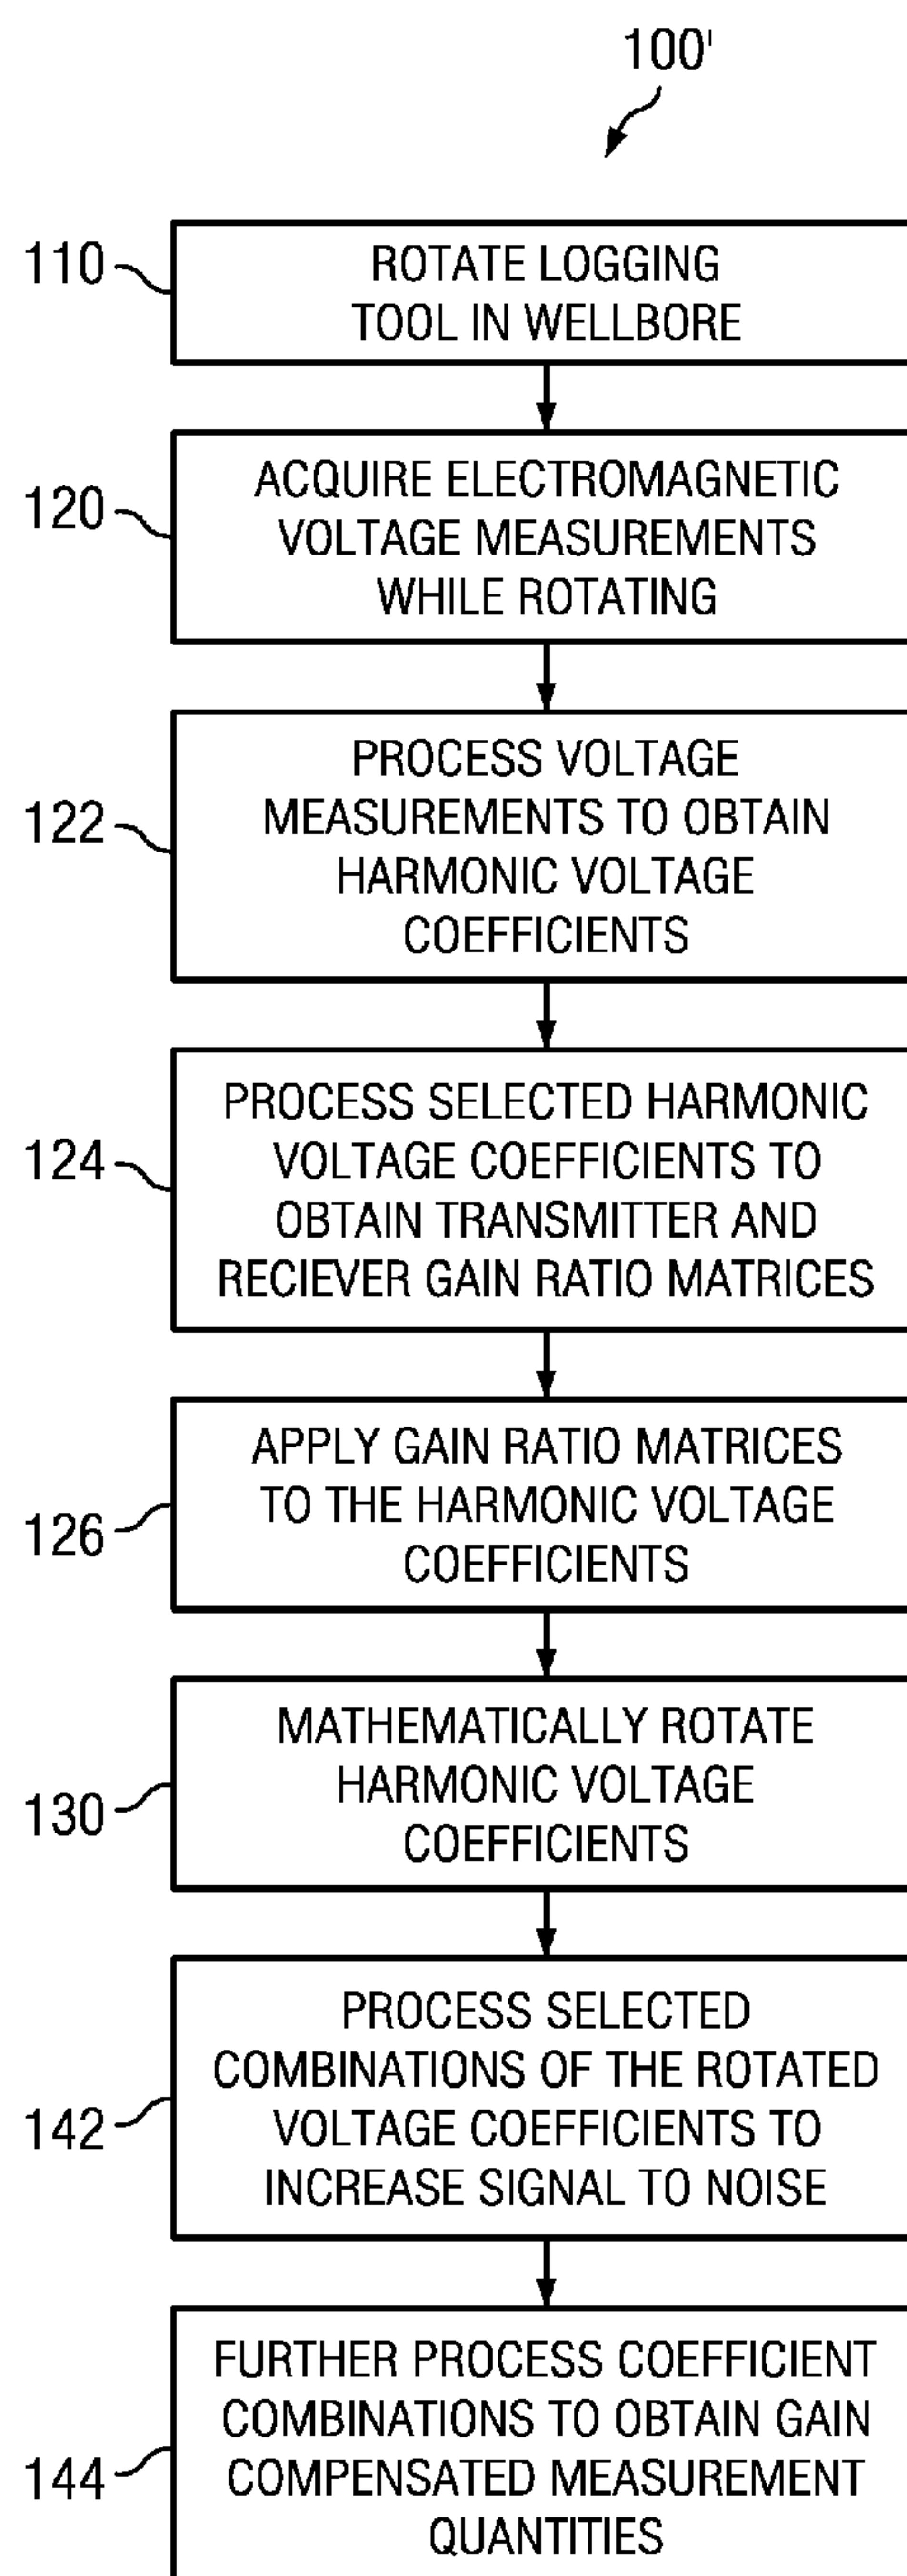 100'
110
ROTATE LOGGING
TOOL IN WELLBORE
120
ACQUIRE ELECTROMAGNETIC
VOLTAGE MEASUREMENTS
WHILE ROTATING
122
PROCESS VOLTAGE
MEASUREMENTS TO OBTAIN
HARMONIC VOLTAGE
COEFFICIENTS
124
PROCESS SELECTED HARMONIC
VOLTAGE COEFFICIENTS TO
OBTAIN TRANSMITTER AND
RECIEVER GAIN RATIO MATRICES
126
APPLY GAIN RATIO MATRICES
TO THE HARMONIC VOLTAGE
COEFFICIENTS
130
MATHEMATICALLY ROTATE
HARMONIC VOLTAGE
COEFFICIENTS
142
PROCESS SELECTED
COMBINATIONS OF THE ROTATED
VOLTAGE COEFFICIENTS TO
INCREASE SIGNAL TO NOISE
144
FURTHER PROCESS COEFFICIENT
COMBINATIONS TO OBTAIN GAIN
COMPENSATED MEASUREMENT
QUANTITIES